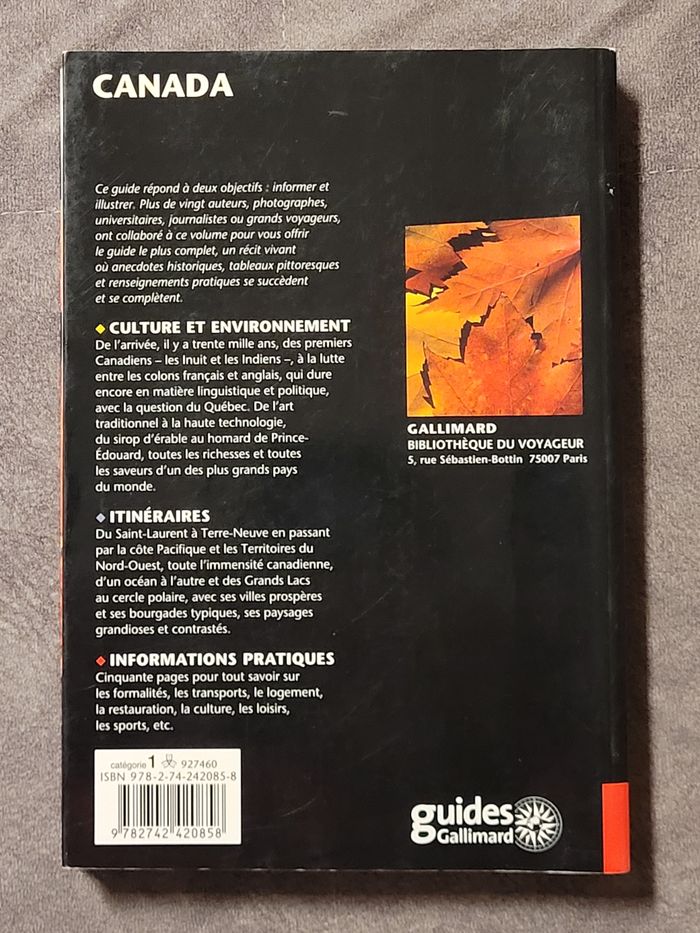 CANADA
Ce guide répond à deux objectifs : informer et
illustrer. Plus de vingt auteurs, photographes,
universitaires, journalistes ou grands voyageurs,
ont collaboré à ce volume pour vous offrir
le guide le plus complet, un récit vivant
où anecdotes historiques, tableaux pittoresques
et renseignements pratiques se succèdent
et se complètent.
CULTURE ET ENVIRONNEMENT
De l'arrivée, il y a trente mille ans, des premiers
Canadiens – les Inuit et les Indiens –, à la lutte
entre les colons français et anglais, qui dure
encore en matière linguistique et politique,
avec la question du Québec. De l'art
traditionnel à la haute technologie,
du sirop d'érable au homard de Prince-
Édouard, toutes les richesses et toutes
les saveurs d'un des plus grands pays
du monde.
ITINÉRAIRES
Du Saint-Laurent à Terre-Neuve en passant
par la côte Pacifique et les Territoires du
Nord-Ouest, toute l'immensité canadienne,
d'un océan à l'autre et des Grands Lacs
au cercle polaire, avec ses villes prospères
et ses bourgades typiques, ses paysages
grandioses et contrastés.
INFORMATIONS PRATIQUES
Cinquante pages pour tout savoir sur
les formalités, les transports, le logement,
la restauration, la culture, les loisirs,
les sports, etc.
GALLIMARD
BIBLIOTHÈQUE DU VOYAGEUR
5, rue Sébastien-Bottin 75007 Paris
catégorie 1 927460
ISBN 978-2-74-242085-8
9 782742 420858
guides
Gallimard